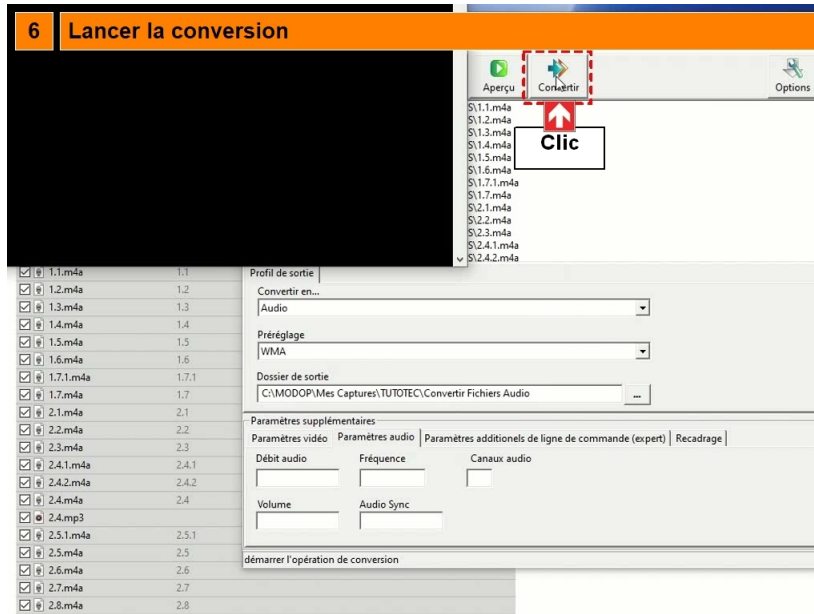 6 Lancer la conversion
Aperçu
Convertir
Options
Clic
S\1.1.m4a
S\1.2.m4a
S\1.3.m4a
S\1.4.m4a
S\1.5.m4a
S\1.6.m4a
S\1.7.1.m4a
S\1.7.m4a
S\2.1.m4a
S\2.2.m4a
S\2.3.m4a
S\2.4.1.m4a
S\2.4.2.m4a
1.1.m4a 1.1
1.2.m4a 1.2
1.3.m4a 1.3
1.4.m4a 1.4
1.5.m4a 1.5
1.6.m4a 1.6
1.7.1.m4a 1.7.1
1.7.m4a 1.7
2.1.m4a 2.1
2.2.m4a 2.2
2.3.m4a 2.3
2.4.1.m4a 2.4.1
2.4.2.m4a 2.4.2
2.4.m4a 2.4
2.4.mp3
2.5.1.m4a 2.5.1
2.5.m4a 2.5
2.6.m4a 2.6
2.7.m4a 2.7
2.8.m4a 2.8
Profil de sortie
Convertir en...
Audio
Préréglage
WMA
Dossier de sortie
C:\MODOP\Mes Captures\TUTOTEC\Convertir Fichiers Audio ...
Paramètres supplémentaires
Paramètres vidéo Paramètres audio Paramètres additionels de ligne de commande (expert) Recadrage
Débit audio Fréquence Canaux audio
Volume Audio Sync
démarrer l'opération de conversion